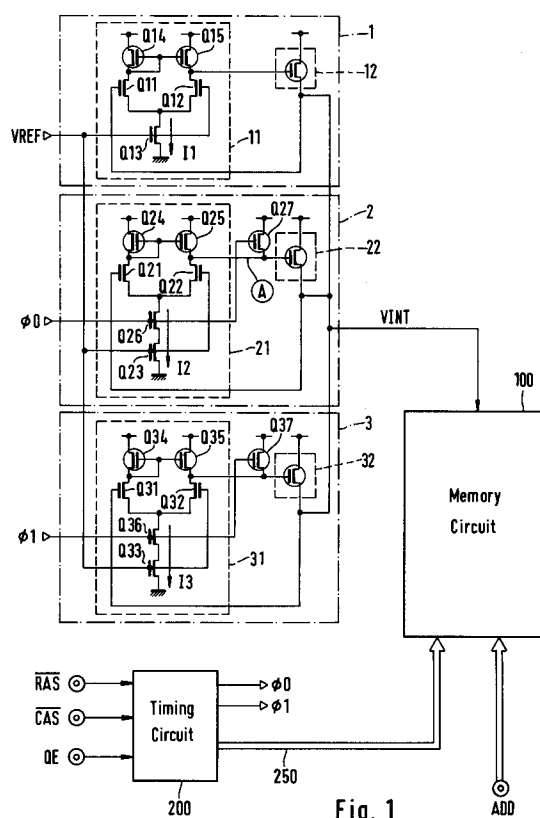 Q14 Q15 1
12
Q11 Q12
VREF
Q13 I1 11
Q24 Q25 Q27 2
22
Q21 Q22 A
φ0
Q26 VINT
Q23 I2 21
100
Q34 Q35 Q37 3
32
Q31 Q32
Q36
φ1
Q33 31
I3
Memory
Circuit
RAS
φ0
CAS Timing φ1
Circuit
OE
250
200 Fig. 1 ADD